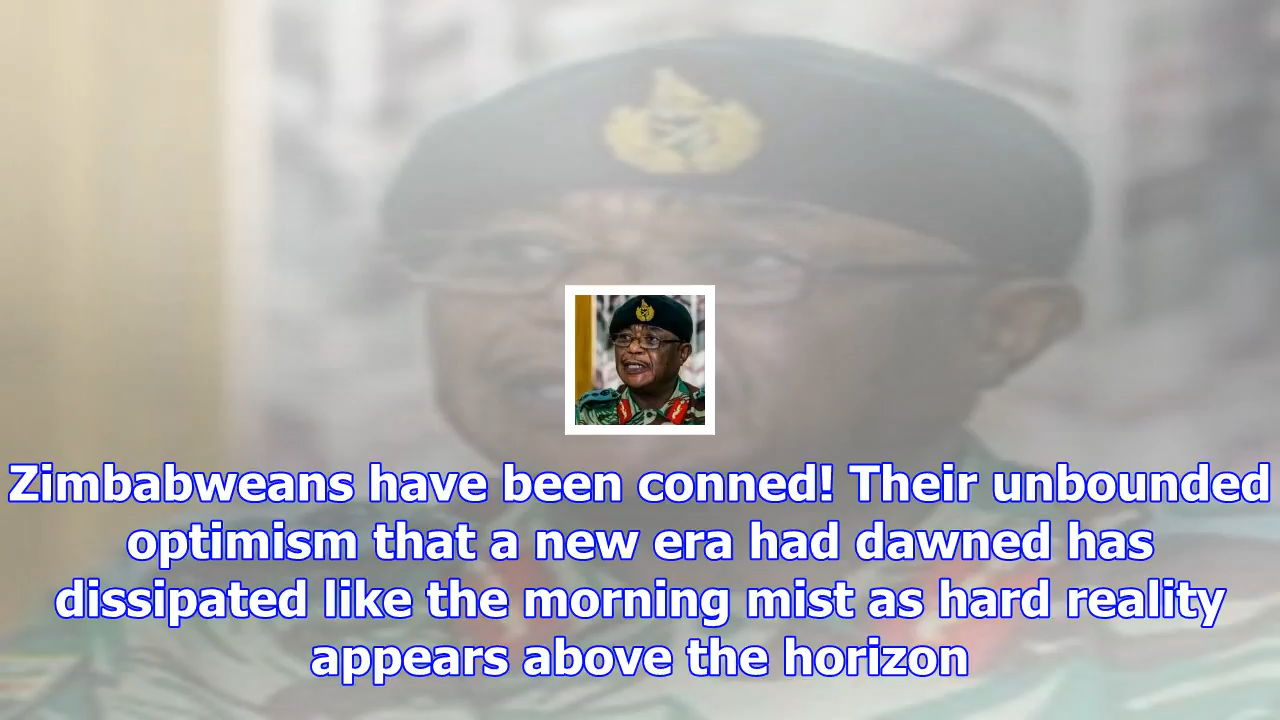 Zimbabweans have been conned! Their unbounded
optimism that a new era had dawned has
dissipated like the morning mist as hard reality
appears above the horizon